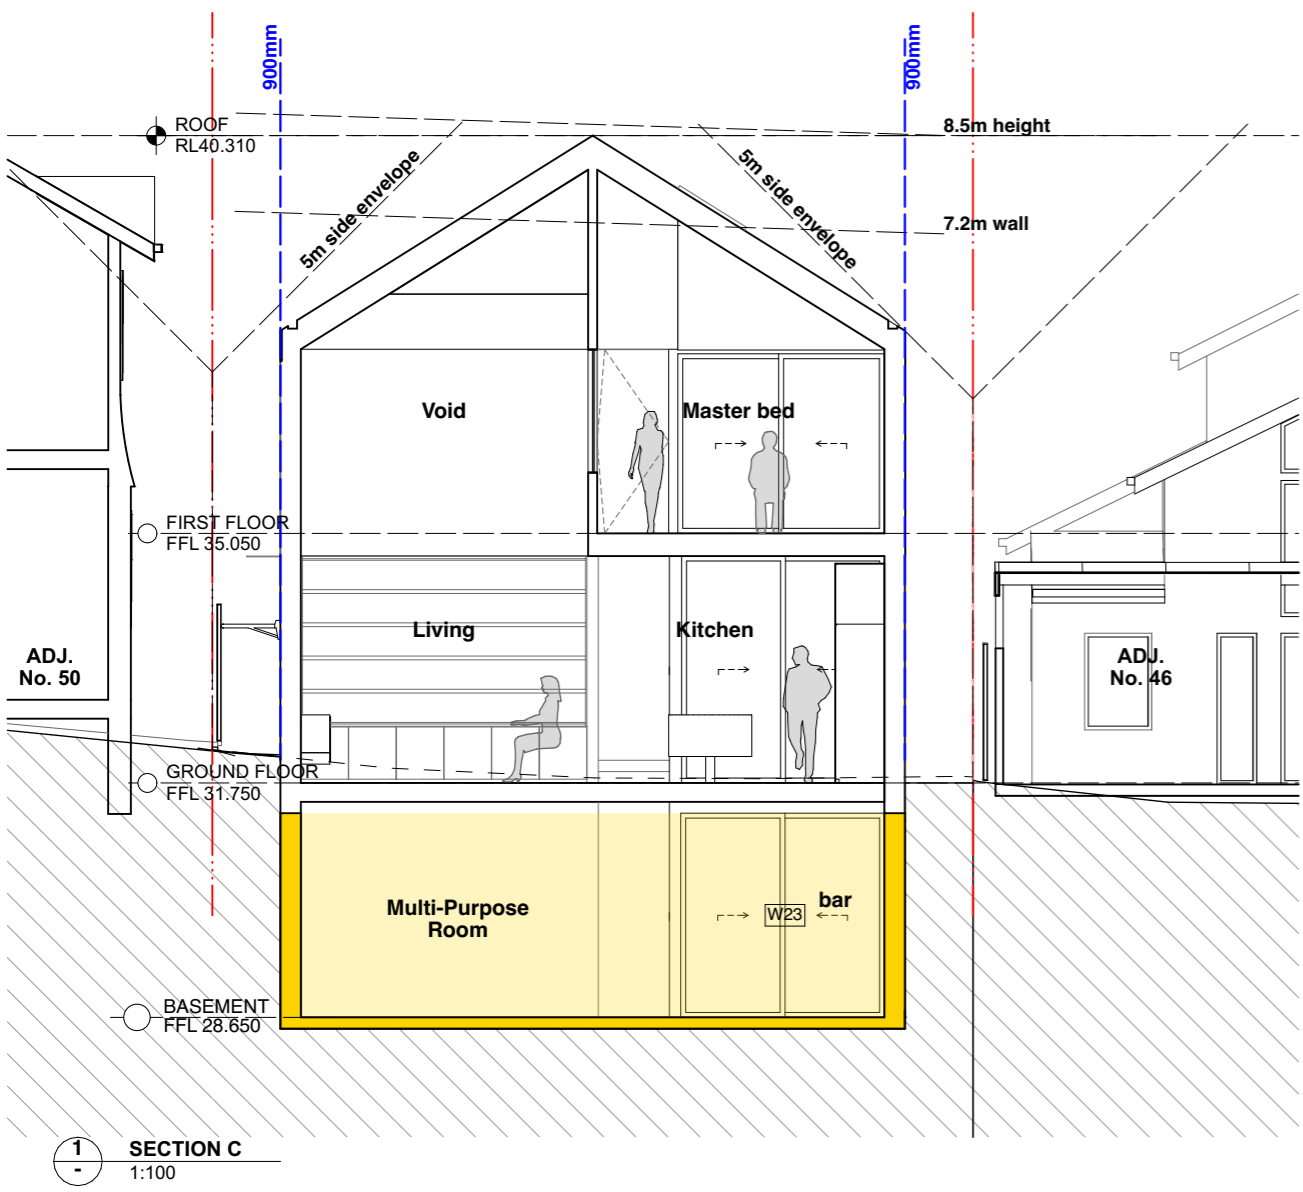 900mm
900mm
ROOF
RL40.310
8.5m height
5m side envelope
5m side envelope
7.2m wall
Void
Master bed
FIRST FLOOR
FFL 35.050
Living
Kitchen
ADJ.
No. 50
ADJ.
No. 46
GROUND FLOOR
FFL 31.750
Multi-Purpose
Room
bar
W23
BASEMENT
FFL 28.650
1
-
SECTION C
1:100